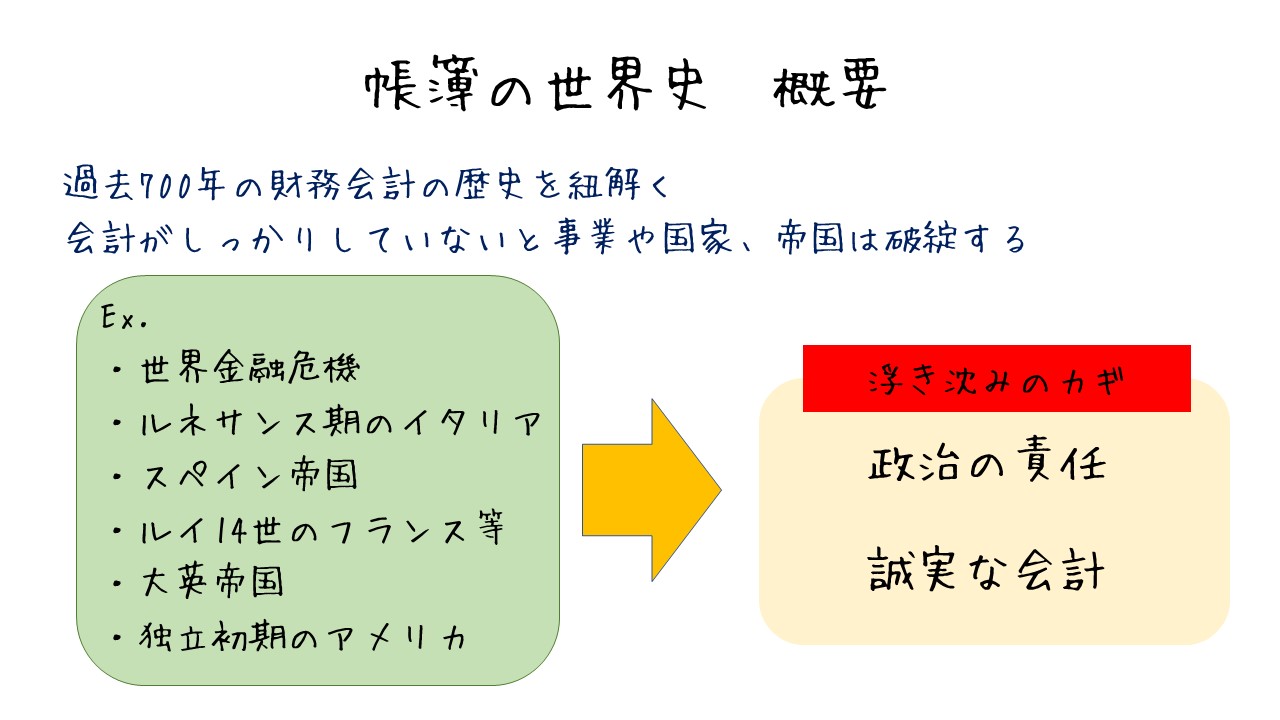 帳簿の世界史　概要
過去700年の財務会計の歴史を紐解く
会計がしっかりしていないと事業や国家、帝国は破綻する
Ex.
・世界金融危機
・ルネサンス期のイタリア
・スペイン帝国
・ルイ14世のフランス等
・大英帝国
・独立初期のアメリカ
浮き沈みのカギ
政治の責任
誠実な会計